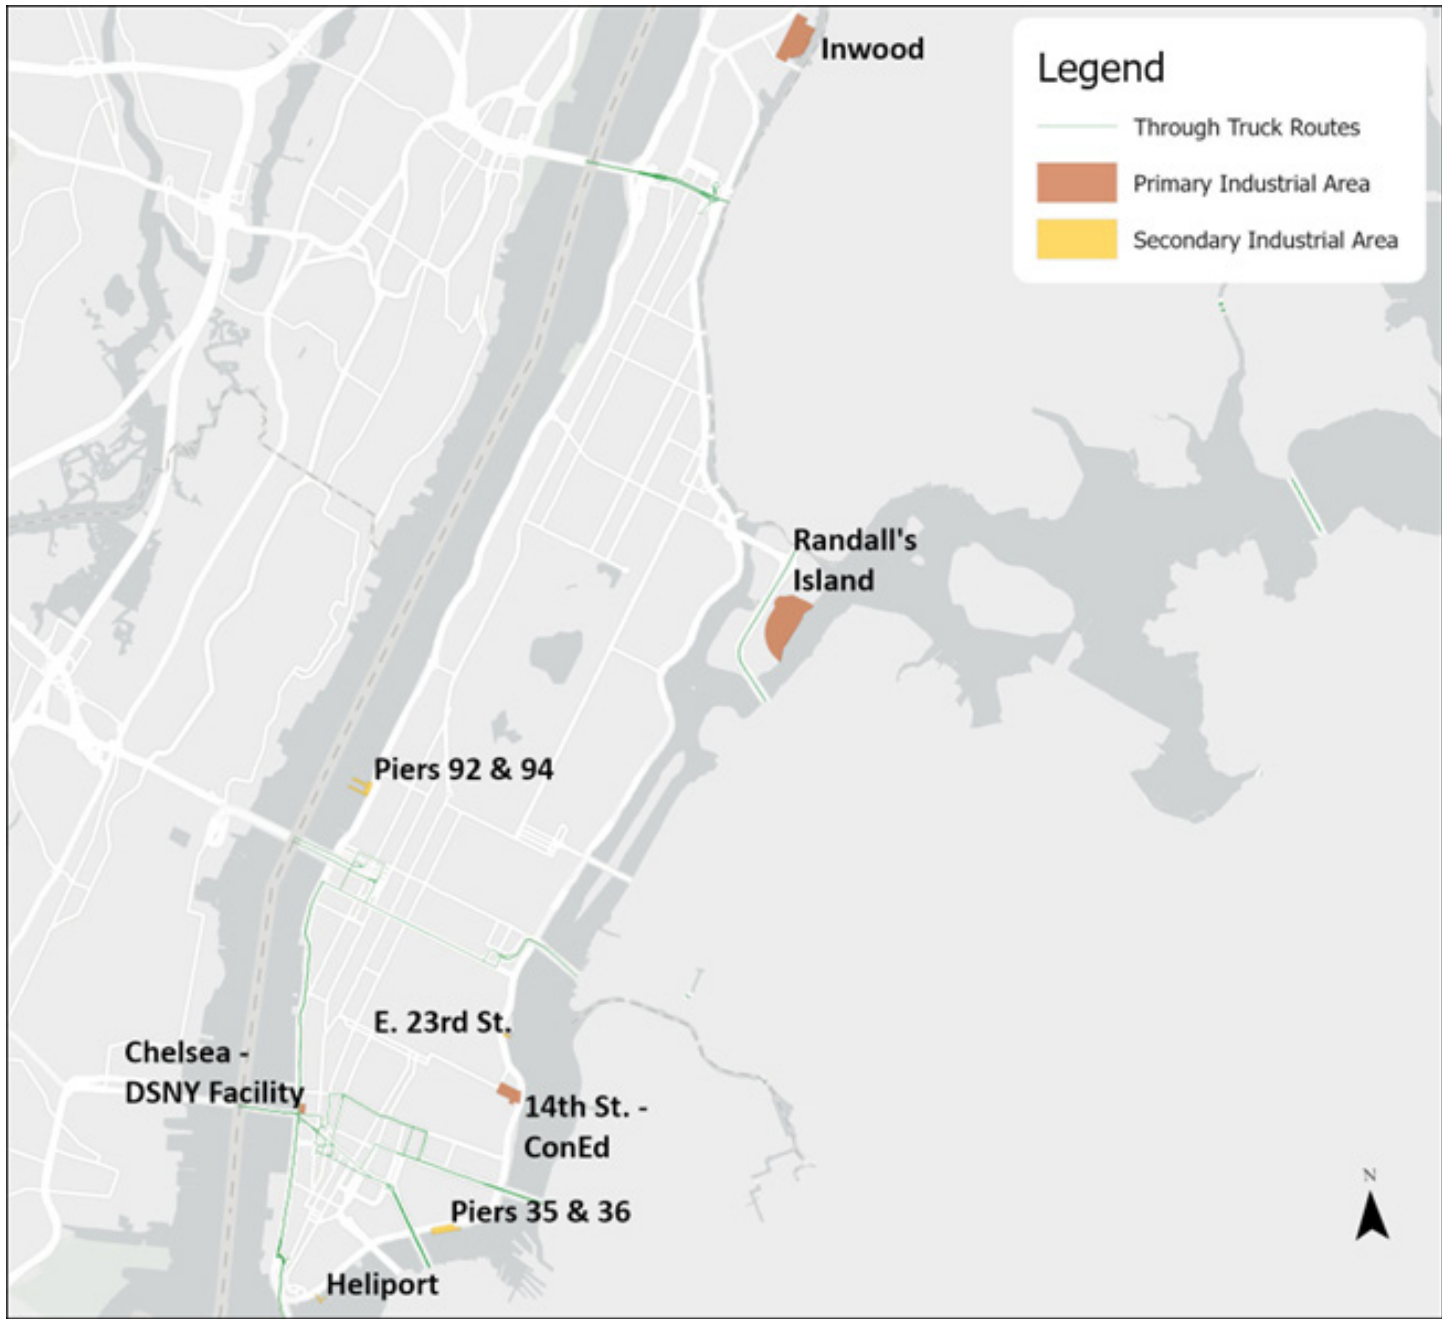 Inwood
Legend
Through Truck Routes
Primary Industrial Area
Secondary Industrial Area
Randall's
Island
Piers 92 & 94
E. 23rd St.
Chelsea -
DSNY Facility
14th St. -
ConEd
Piers 35 & 36
N
Heliport